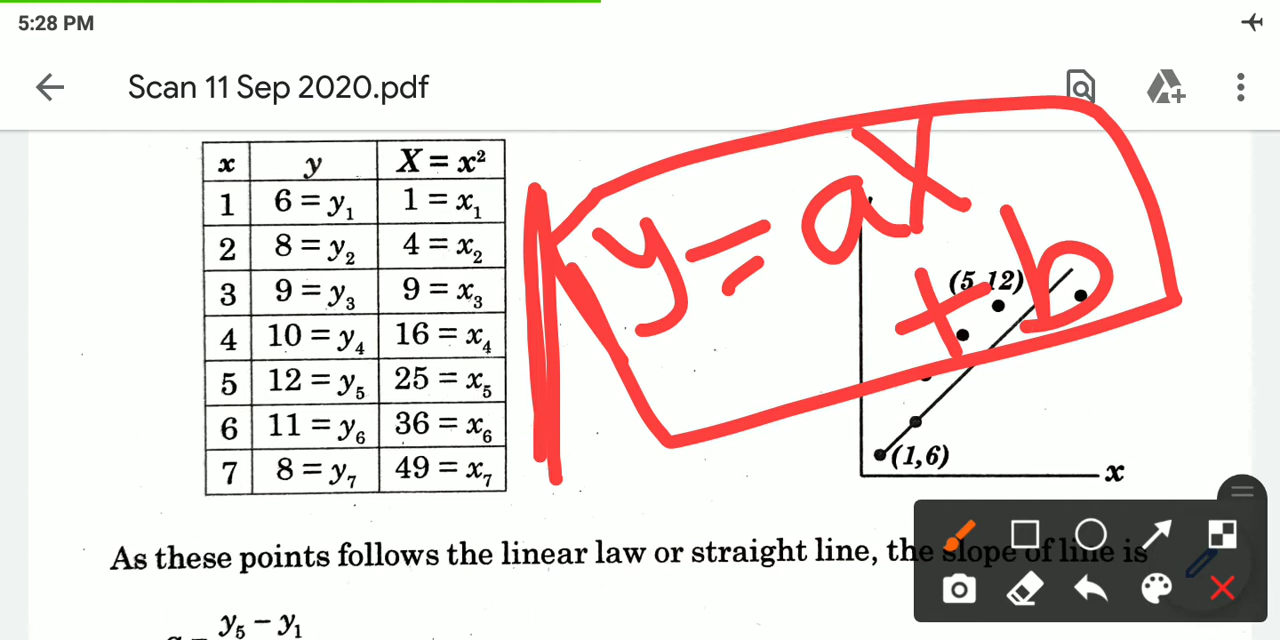 5:28 PM
Scan 11 Sep 2020.pdf
x y X = x²
1 6 = y₁ 1 = x₁
2 8 = y₂ 4 = x₂
3 9 = y₃ 9 = x₃
4 10 = y₄ 16 = x₄
5 12 = y₅ 25 = x₅
6 11 = y₆ 36 = x₆
7 8 = y₇ 49 = x₇
y = aX
+ b
(5, 12)
(1, 6)
x
As these points follows the linear law or straight line, the slope of line is
y₅ − y₁